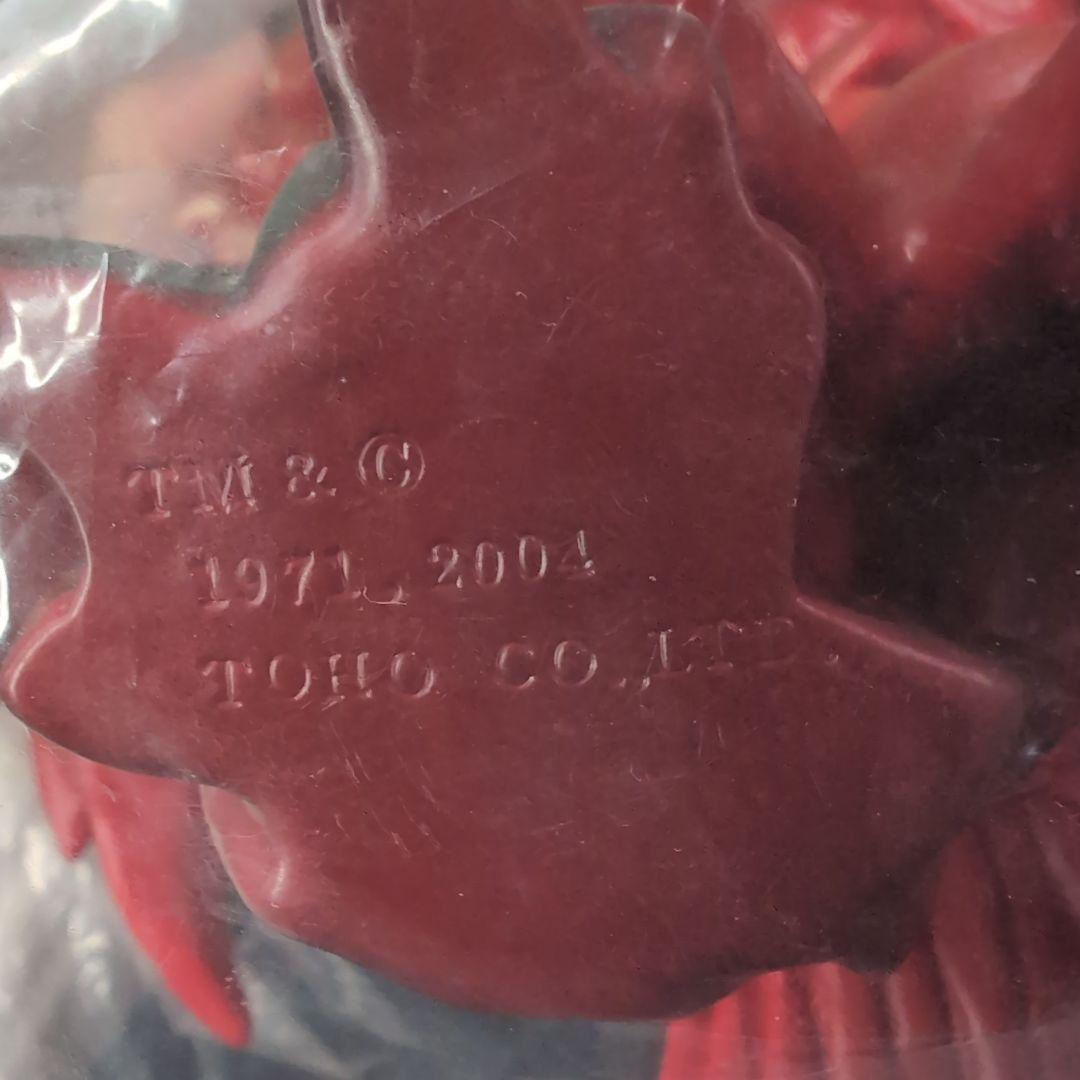 TM & ©
1971, 2004
TOHO CO.,LTD.